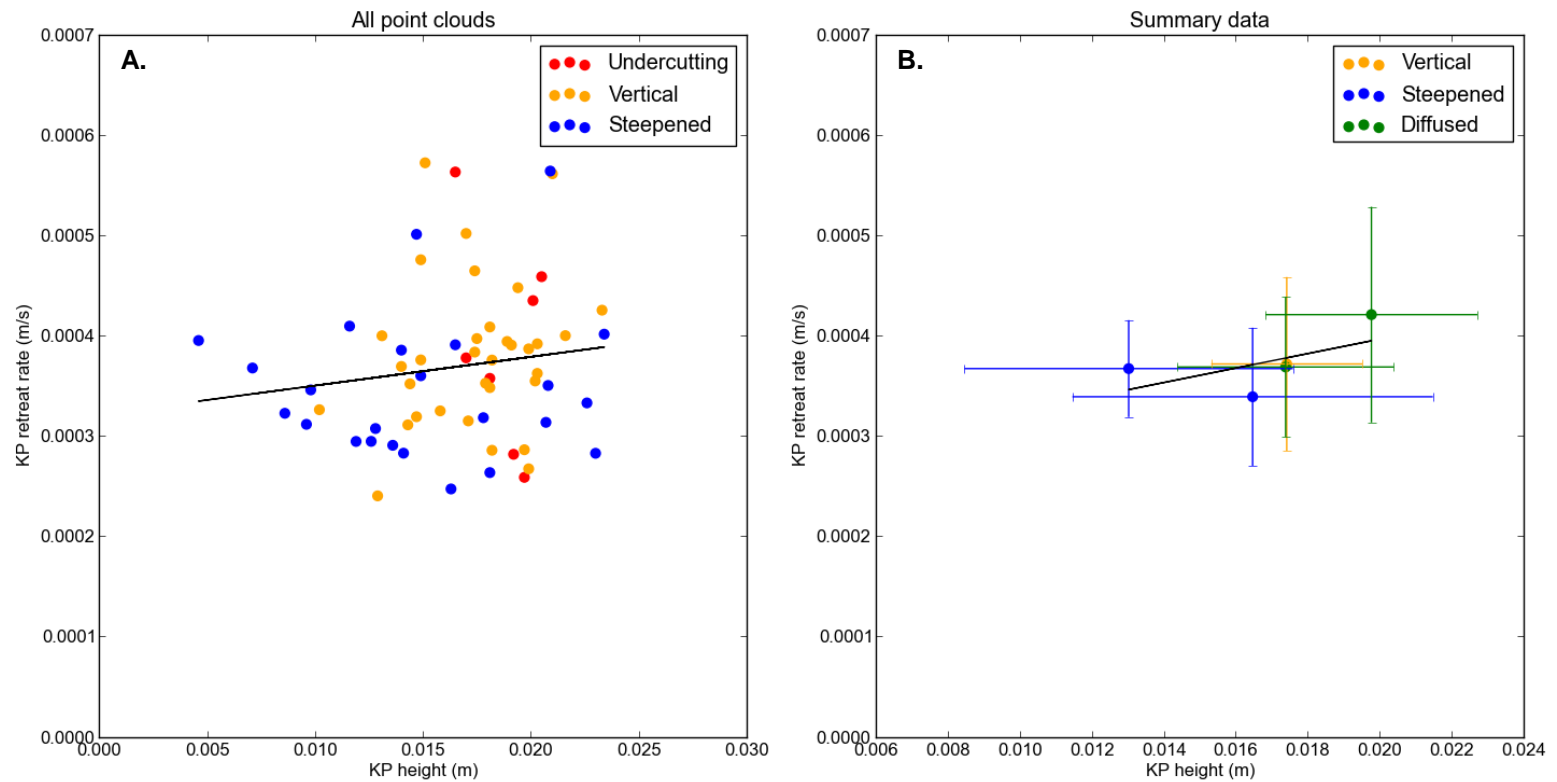 All point clouds
A.
Undercutting
Vertical
Steepened
0.0007
0.0006
0.0005
0.0004
0.0003
0.0002
0.0001
0.0000
KP retreat rate (m/s)
0.000 0.005 0.010 0.015 0.020 0.025 0.030
KP height (m)
Summary data
B.
Vertical
Steepened
Diffused
0.0007
0.0006
0.0005
0.0004
0.0003
0.0002
0.0001
0.0000
KP retreat rate (m/s)
0.006 0.008 0.010 0.012 0.014 0.016 0.018 0.020 0.022 0.024
KP height (m)